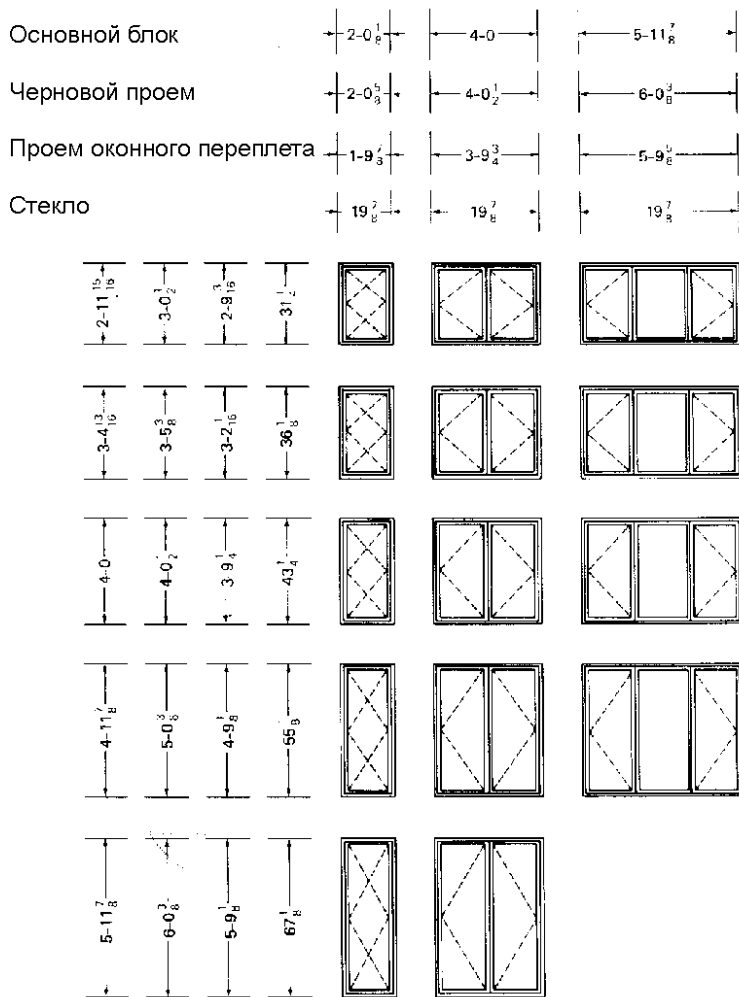 Основной блок 2-0 1/8 4-0 5-11 7/8
Черновой проем 2-0 5/8 4-0 1/2 6-0 3/8
Проем оконного переплета 1-9 7/8 3-9 3/4 5-9 5/8
Стекло 19 7/8 19 7/8 19 7/8
2-11 15/16 3-0 1/2 2-9 3/16 31 1/2
3-4 13/16 3-5 3/8 3-2 1/16 36 1/8
4-0 4-0 1/2 3-9 1/4 43 1/4
4-11 7/8 5-0 3/8 4-9 1/8 55 1/8
5-11 7/8 6-0 3/8 5-9 1/8 67 1/8